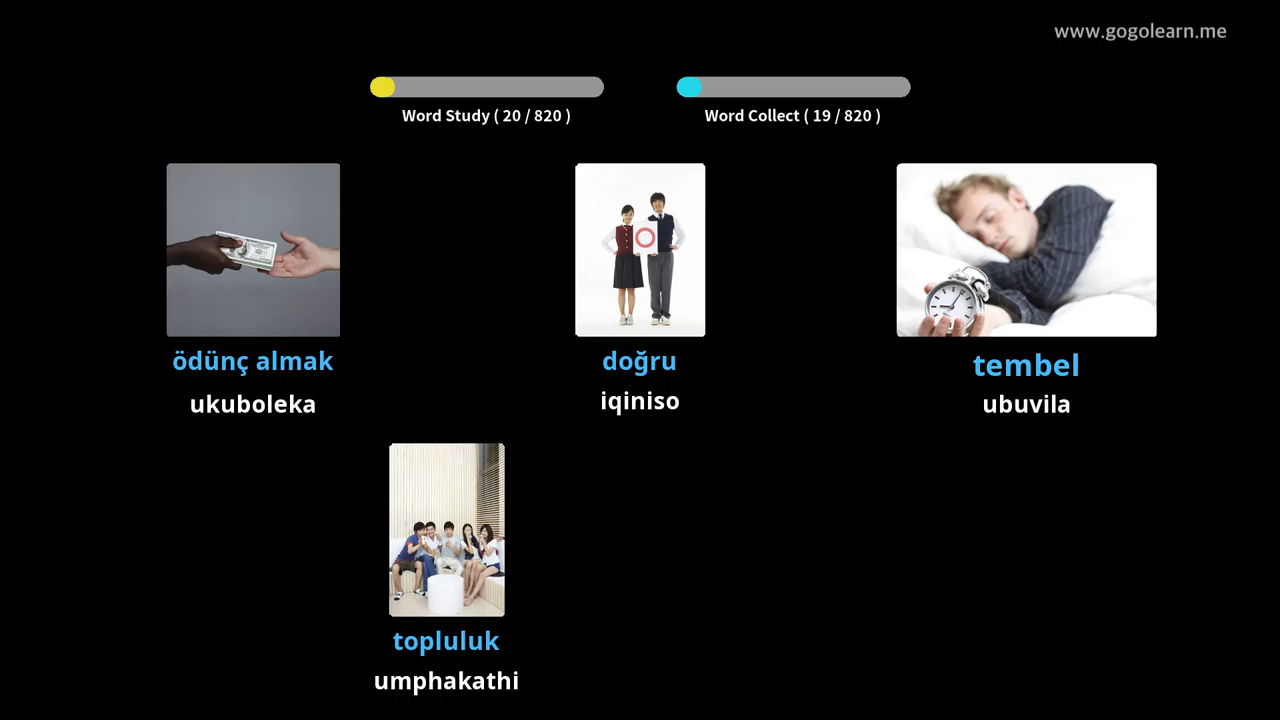 www.gogolearn.me
Word Study ( 20 / 820 )
Word Collect ( 19 / 820 )
ödünç almak
ukuboleka
doğru
iqiniso
tembel
ubuvila
topluluk
umphakathi